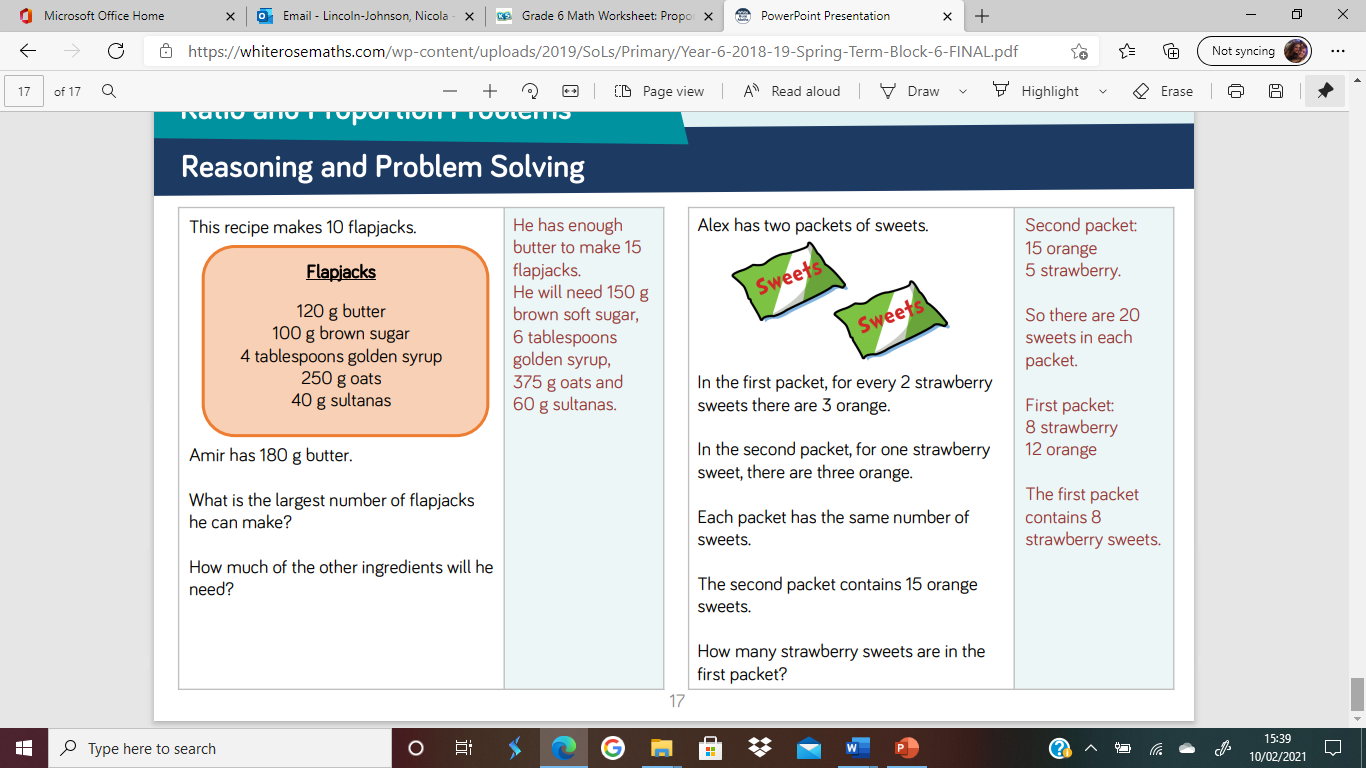 Microsoft Office Home
Email - Lincoln-Johnson, Nicola -
Grade 6 Math Worksheet: Propo
PowerPoint Presentation
https://whiterosemaths.com/wp-content/uploads/2019/SoLs/Primary/Year-6-2018-19-Spring-Term-Block-6-FINAL.pdf
Not syncing
17 of 17
Page view
Read aloud
Draw
Highlight
Erase
Ratio and Proportion Problems
Reasoning and Problem Solving
This recipe makes 10 flapjacks.
Flapjacks
120 g butter
100 g brown sugar
4 tablespoons golden syrup
250 g oats
40 g sultanas
Amir has 180 g butter.
What is the largest number of flapjacks
he can make?
How much of the other ingredients will he
need?
He has enough
butter to make 15
flapjacks.
He will need 150 g
brown soft sugar,
6 tablespoons
golden syrup,
375 g oats and
60 g sultanas.
Alex has two packets of sweets.
Sweets
Sweets
In the first packet, for every 2 strawberry
sweets there are 3 orange.
In the second packet, for one strawberry
sweet, there are three orange.
Each packet has the same number of
sweets.
The second packet contains 15 orange
sweets.
How many strawberry sweets are in the
first packet?
Second packet:
15 orange
5 strawberry.
So there are 20
sweets in each
packet.
First packet:
8 strawberry
12 orange
The first packet
contains 8
strawberry sweets.
17
Type here to search
15:39
10/02/2021